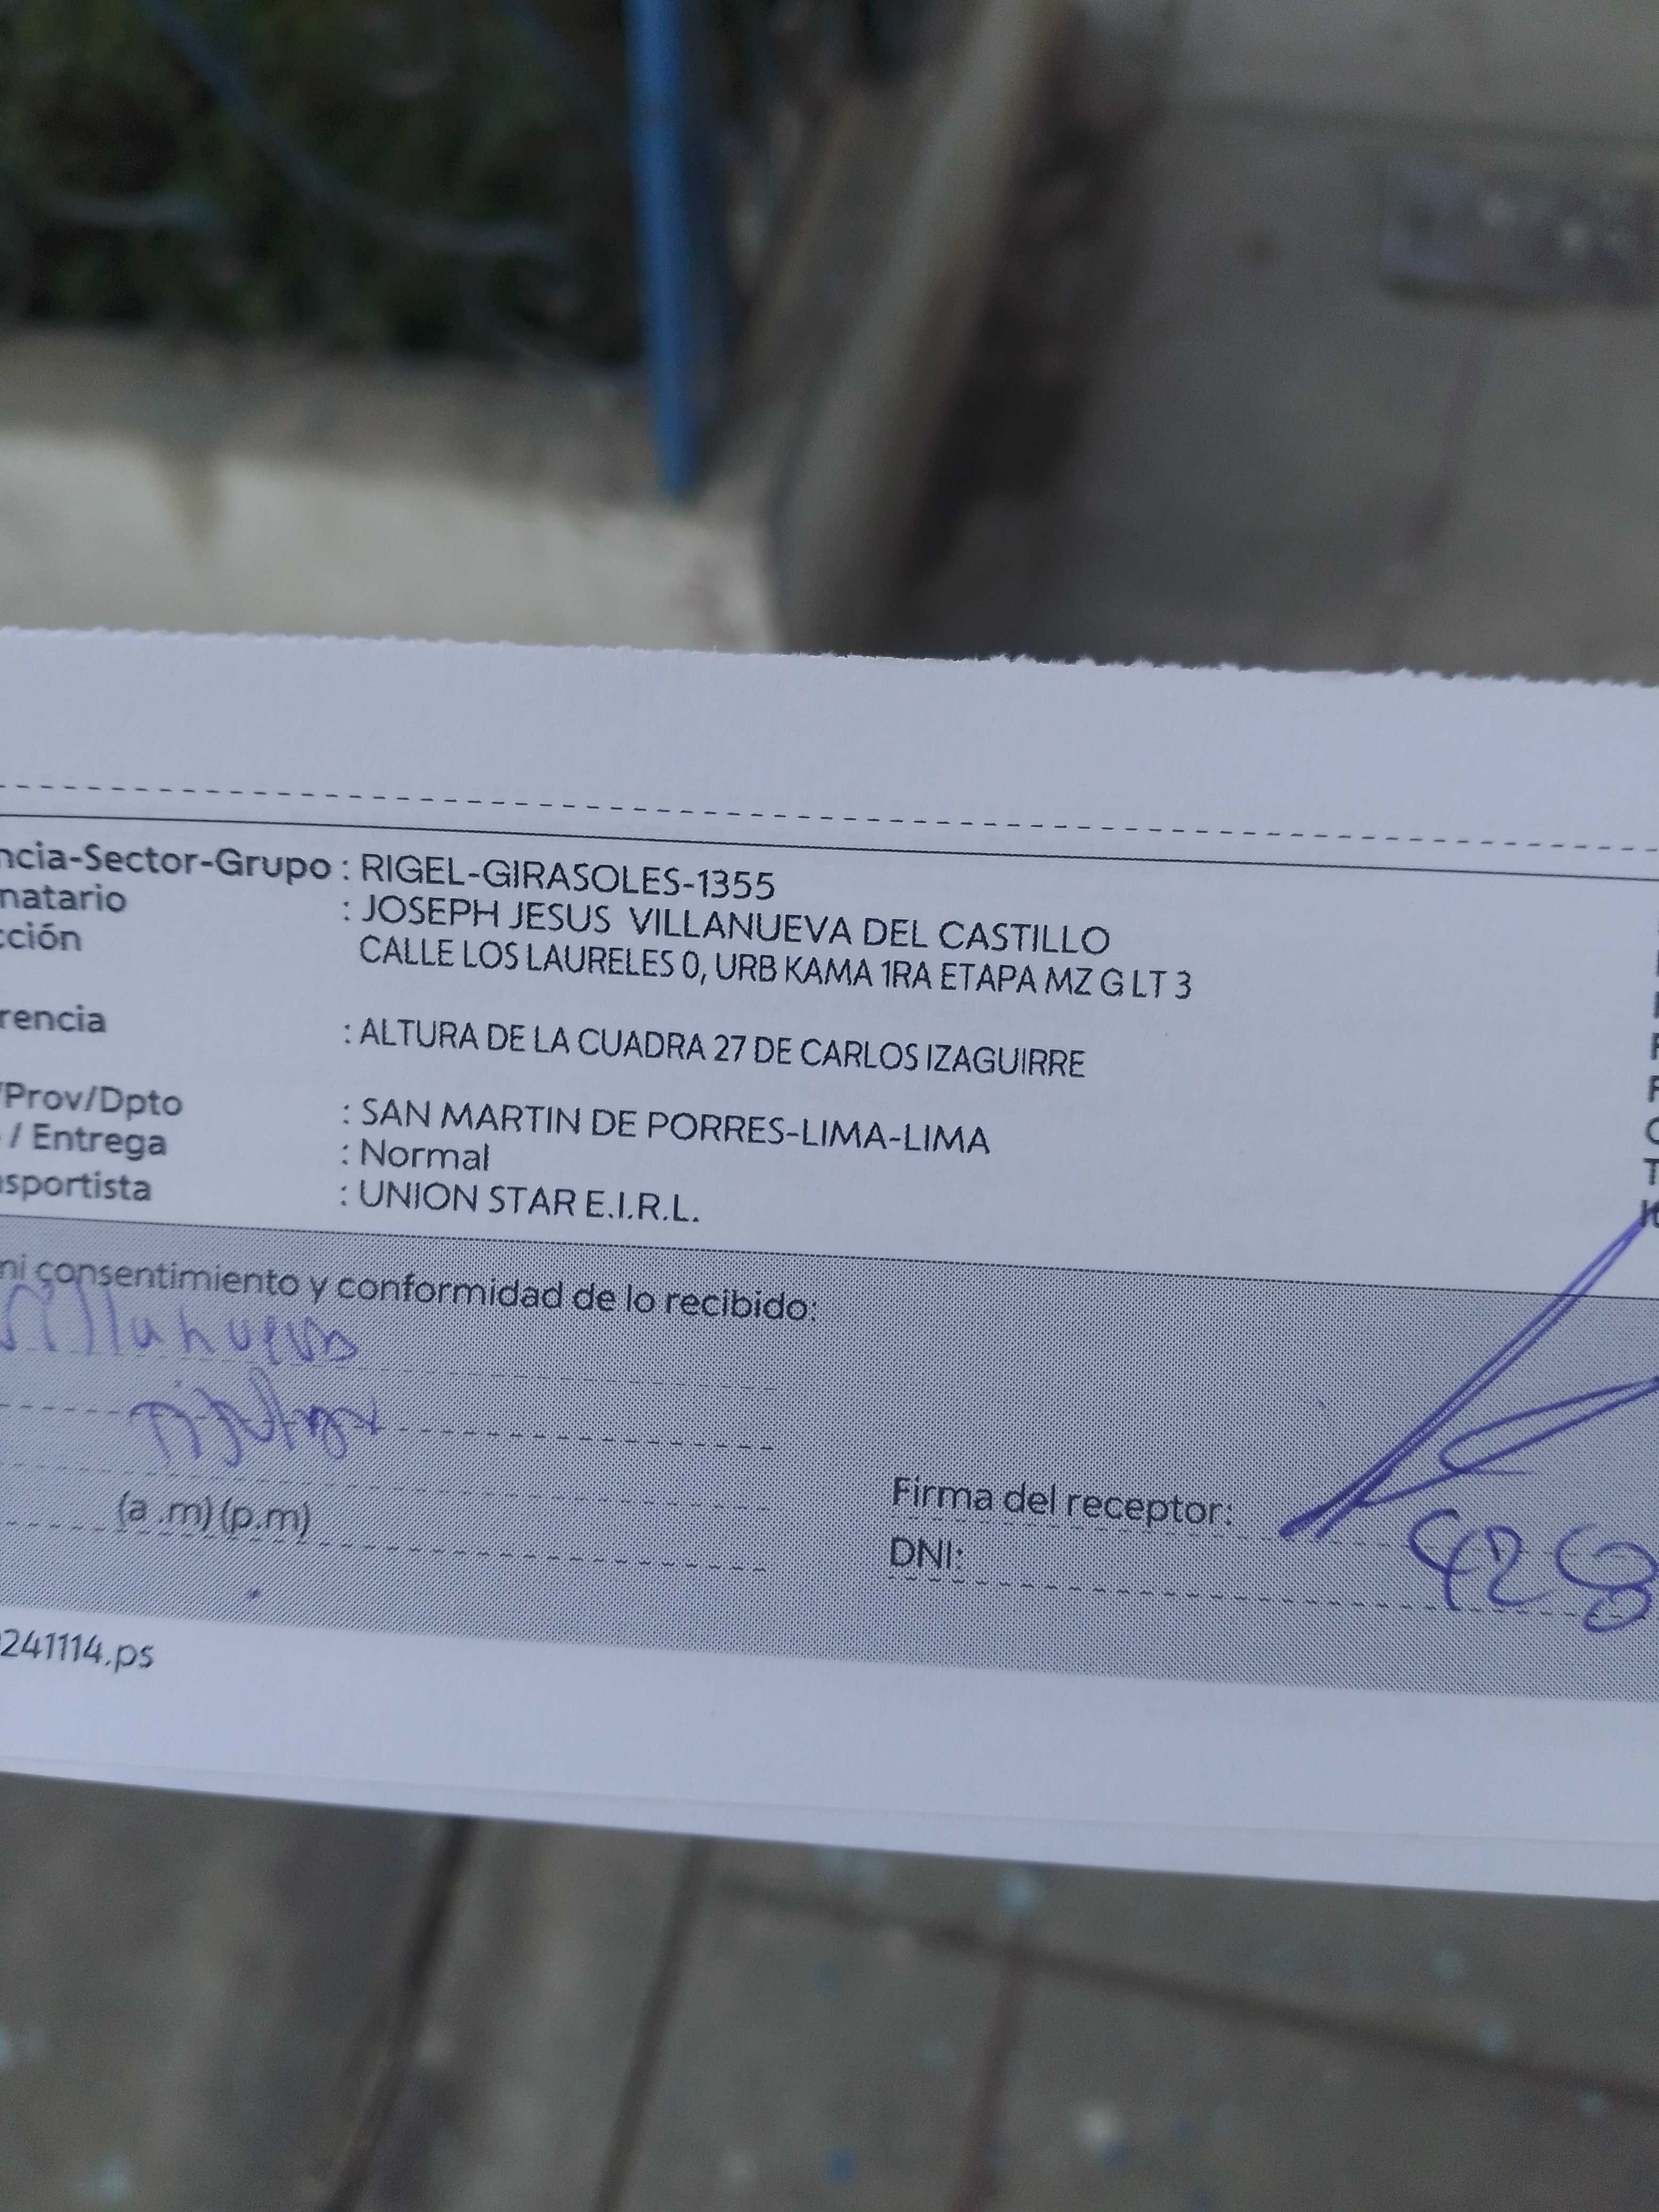 ncia-Sector-Grupo : RIGEL-GIRASOLES-1355
natario : JOSEPH JESUS VILLANUEVA DEL CASTILLO
cción CALLE LOS LAURELES 0, URB KAMA 1RA ETAPA MZ G LT 3
rencia : ALTURA DE LA CUADRA 27 DE CARLOS IZAGUIRRE
/Prov/Dpto : SAN MARTIN DE PORRES-LIMA-LIMA
/ Entrega : Normal
sportista : UNION STAR E.I.R.L.
ni consentimiento y conformidad de lo recibido:
Villanueva
(a.m) (p.m)
Firma del receptor:
DNI: 428
241114.ps